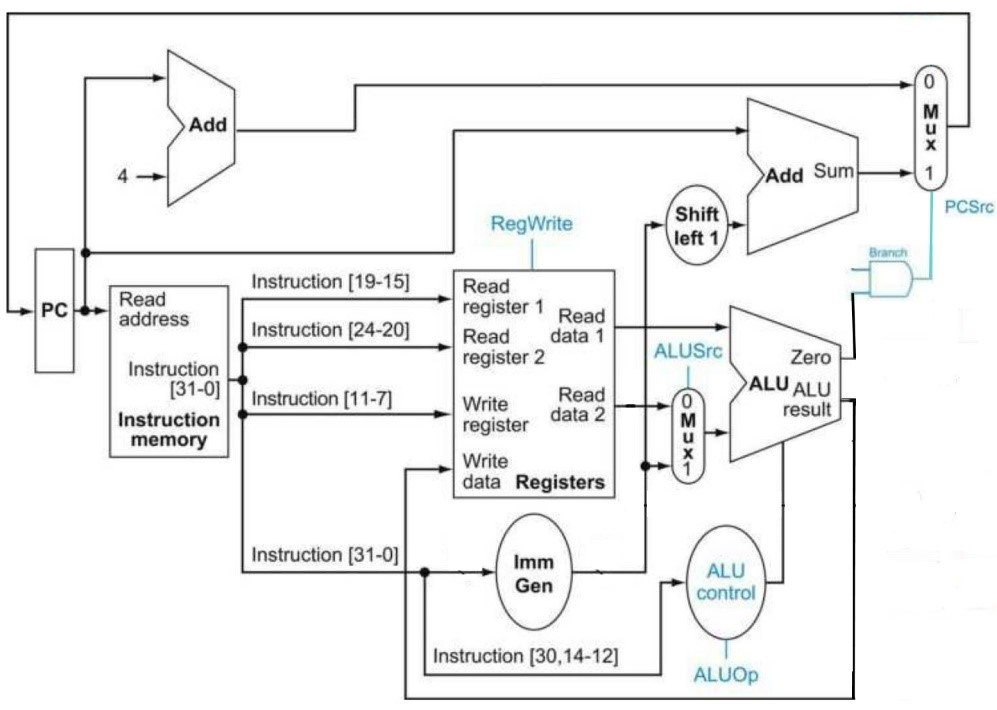 Add
4
0
M
u
x
1
Add Sum
Shift
left 1
PCSrc
RegWrite
Branch
PC
Read
address
Instruction
[31-0]
Instruction
memory
Instruction [19-15]
Instruction [24-20]
Instruction [11-7]
Read
register 1
Read
register 2
Write
register
Write
data
Read
data 1
Read
data 2
Registers
ALUSrc
0
M
u
x
1
Zero
ALU
ALU
result
Instruction [31-0]
Imm
Gen
ALU
control
Instruction [30,14-12]
ALUOp